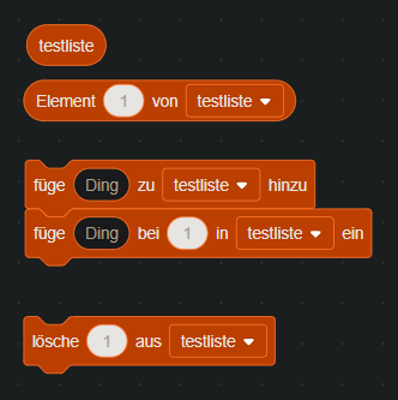 testliste
Element 1 von testliste
füge Ding zu testliste hinzu
füge Ding bei 1 in testliste ein
lösche 1 aus testliste